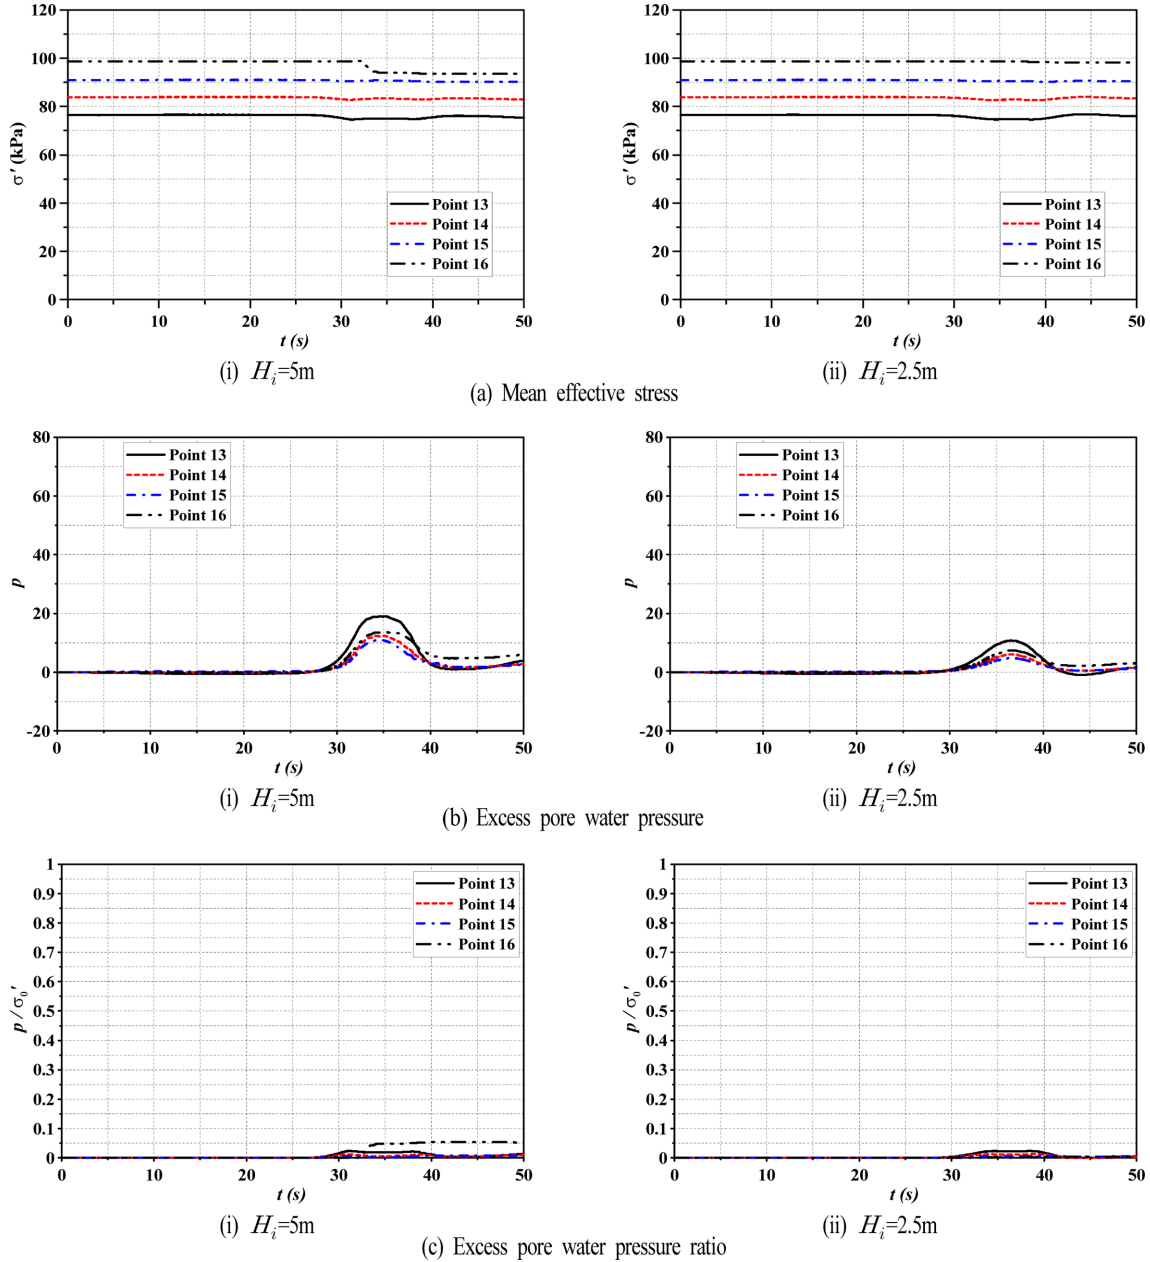 120
100
80
60
40
20
0
σ′ (kPa)
Point 13
Point 14
Point 15
Point 16
0 10 20 30 40 50
t (s)
(i) Hi=5m
120
100
80
60
40
20
0
σ′ (kPa)
Point 13
Point 14
Point 15
Point 16
0 10 20 30 40 50
t (s)
(ii) Hi=2.5m
(a) Mean effective stress
80
60
40
20
0
-20
p
Point 13
Point 14
Point 15
Point 16
0 10 20 30 40 50
t (s)
(i) Hi=5m
80
60
40
20
0
-20
p
Point 13
Point 14
Point 15
Point 16
0 10 20 30 40 50
t (s)
(ii) Hi=2.5m
(b) Excess pore water pressure
1
0.9
0.8
0.7
0.6
0.5
0.4
0.3
0.2
0.1
0
p / σ0′
Point 13
Point 14
Point 15
Point 16
0 10 20 30 40 50
t (s)
(i) Hi=5m
1
0.9
0.8
0.7
0.6
0.5
0.4
0.3
0.2
0.1
0
p / σ0′
Point 13
Point 14
Point 15
Point 16
0 10 20 30 40 50
t (s)
(ii) Hi=2.5m
(c) Excess pore water pressure ratio